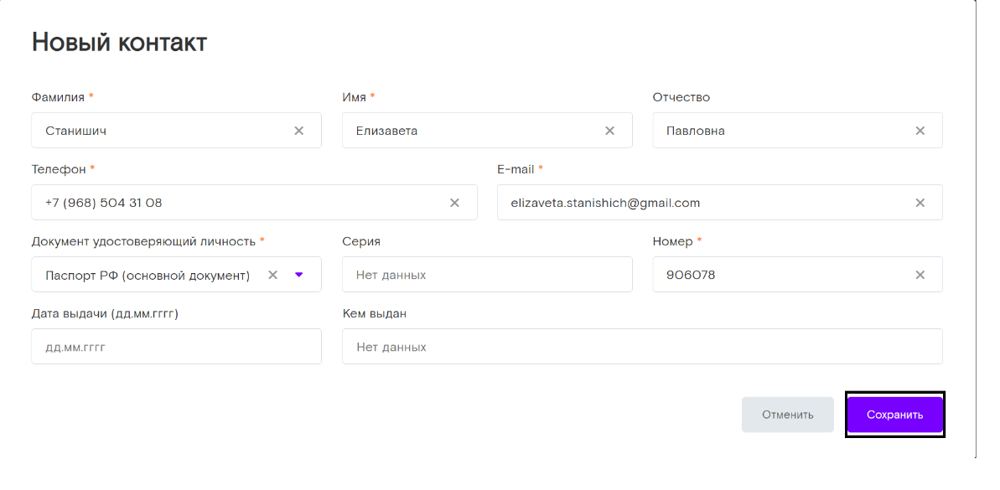 Новый контакт
Фамилия * Имя * Отчество
Станишич Елизавета Павловна
Телефон * E-mail *
+7 (968) 504 31 08 elizaveta.stanishich@gmail.com
Документ удостоверяющий личность * Серия Номер *
Паспорт РФ (основной документ) Нет данных 906078
Дата выдачи (дд.мм.гггг) Кем выдан
дд.мм.гггг Нет данных
Отменить Сохранить